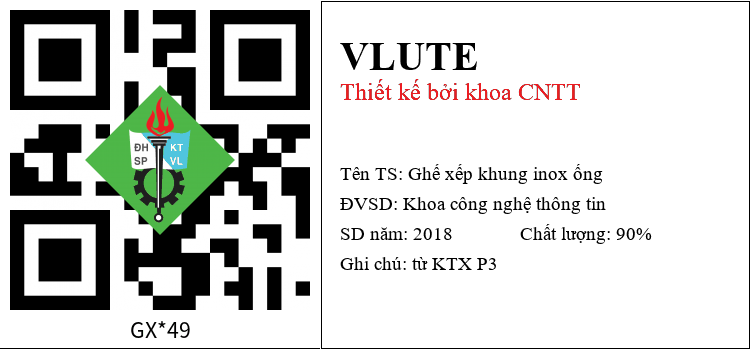 ĐH KT
SP VL
GX*49
VLUTE
Thiết kế bởi khoa CNTT
Tên TS: Ghế xếp khung inox ống
ĐVSD: Khoa công nghệ thông tin
SD năm: 2018 Chất lượng: 90%
Ghi chú: từ KTX P3